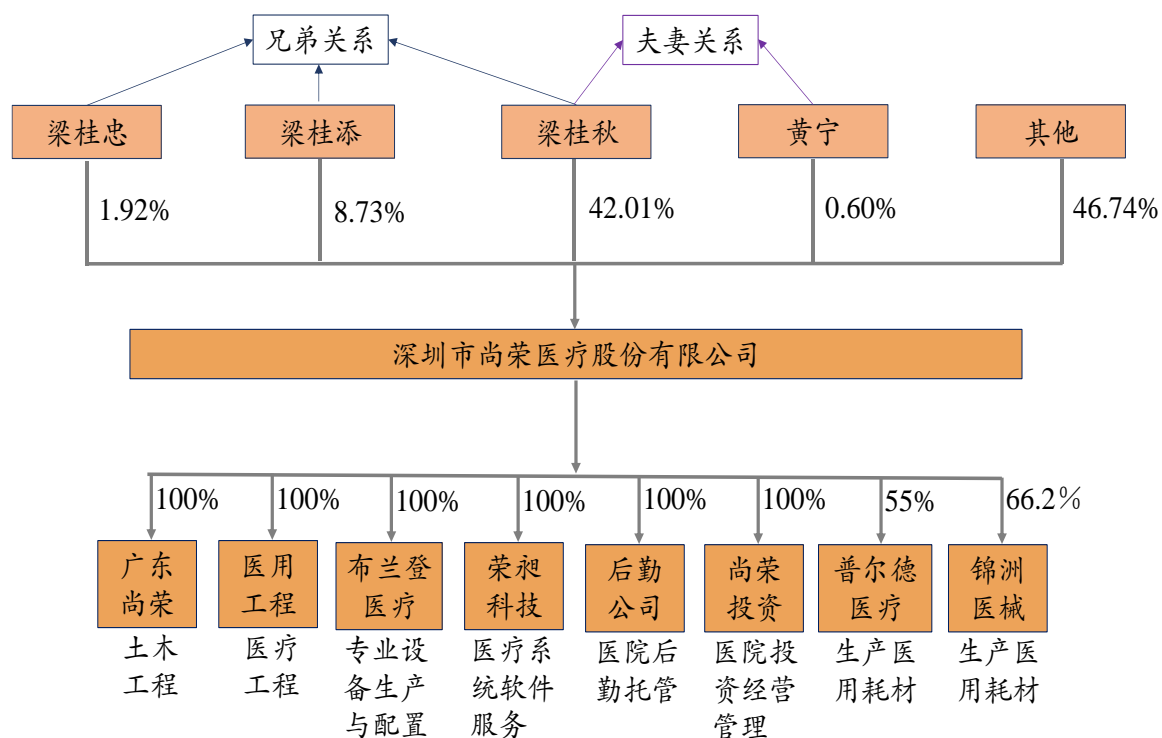 兄弟关系
夫妻关系
梁桂忠
梁桂添
梁桂秋
黄宁
其他
1.92%
8.73%
42.01%
0.60%
46.74%
深圳市尚荣医疗股份有限公司
100%
100%
100%
100%
100%
100%
55%
66.2%
广东
尚荣
医用
工程
布兰登
医疗
荣昶
科技
后勤
公司
尚荣
投资
普尔德
医疗
锦洲
医械
土木
工程
医疗
工程
专业设
备生产
与配置
医疗系
统软件
服务
医院后
勤托管
医院投
资经营
管理
生产医
用耗材
生产医
用耗材